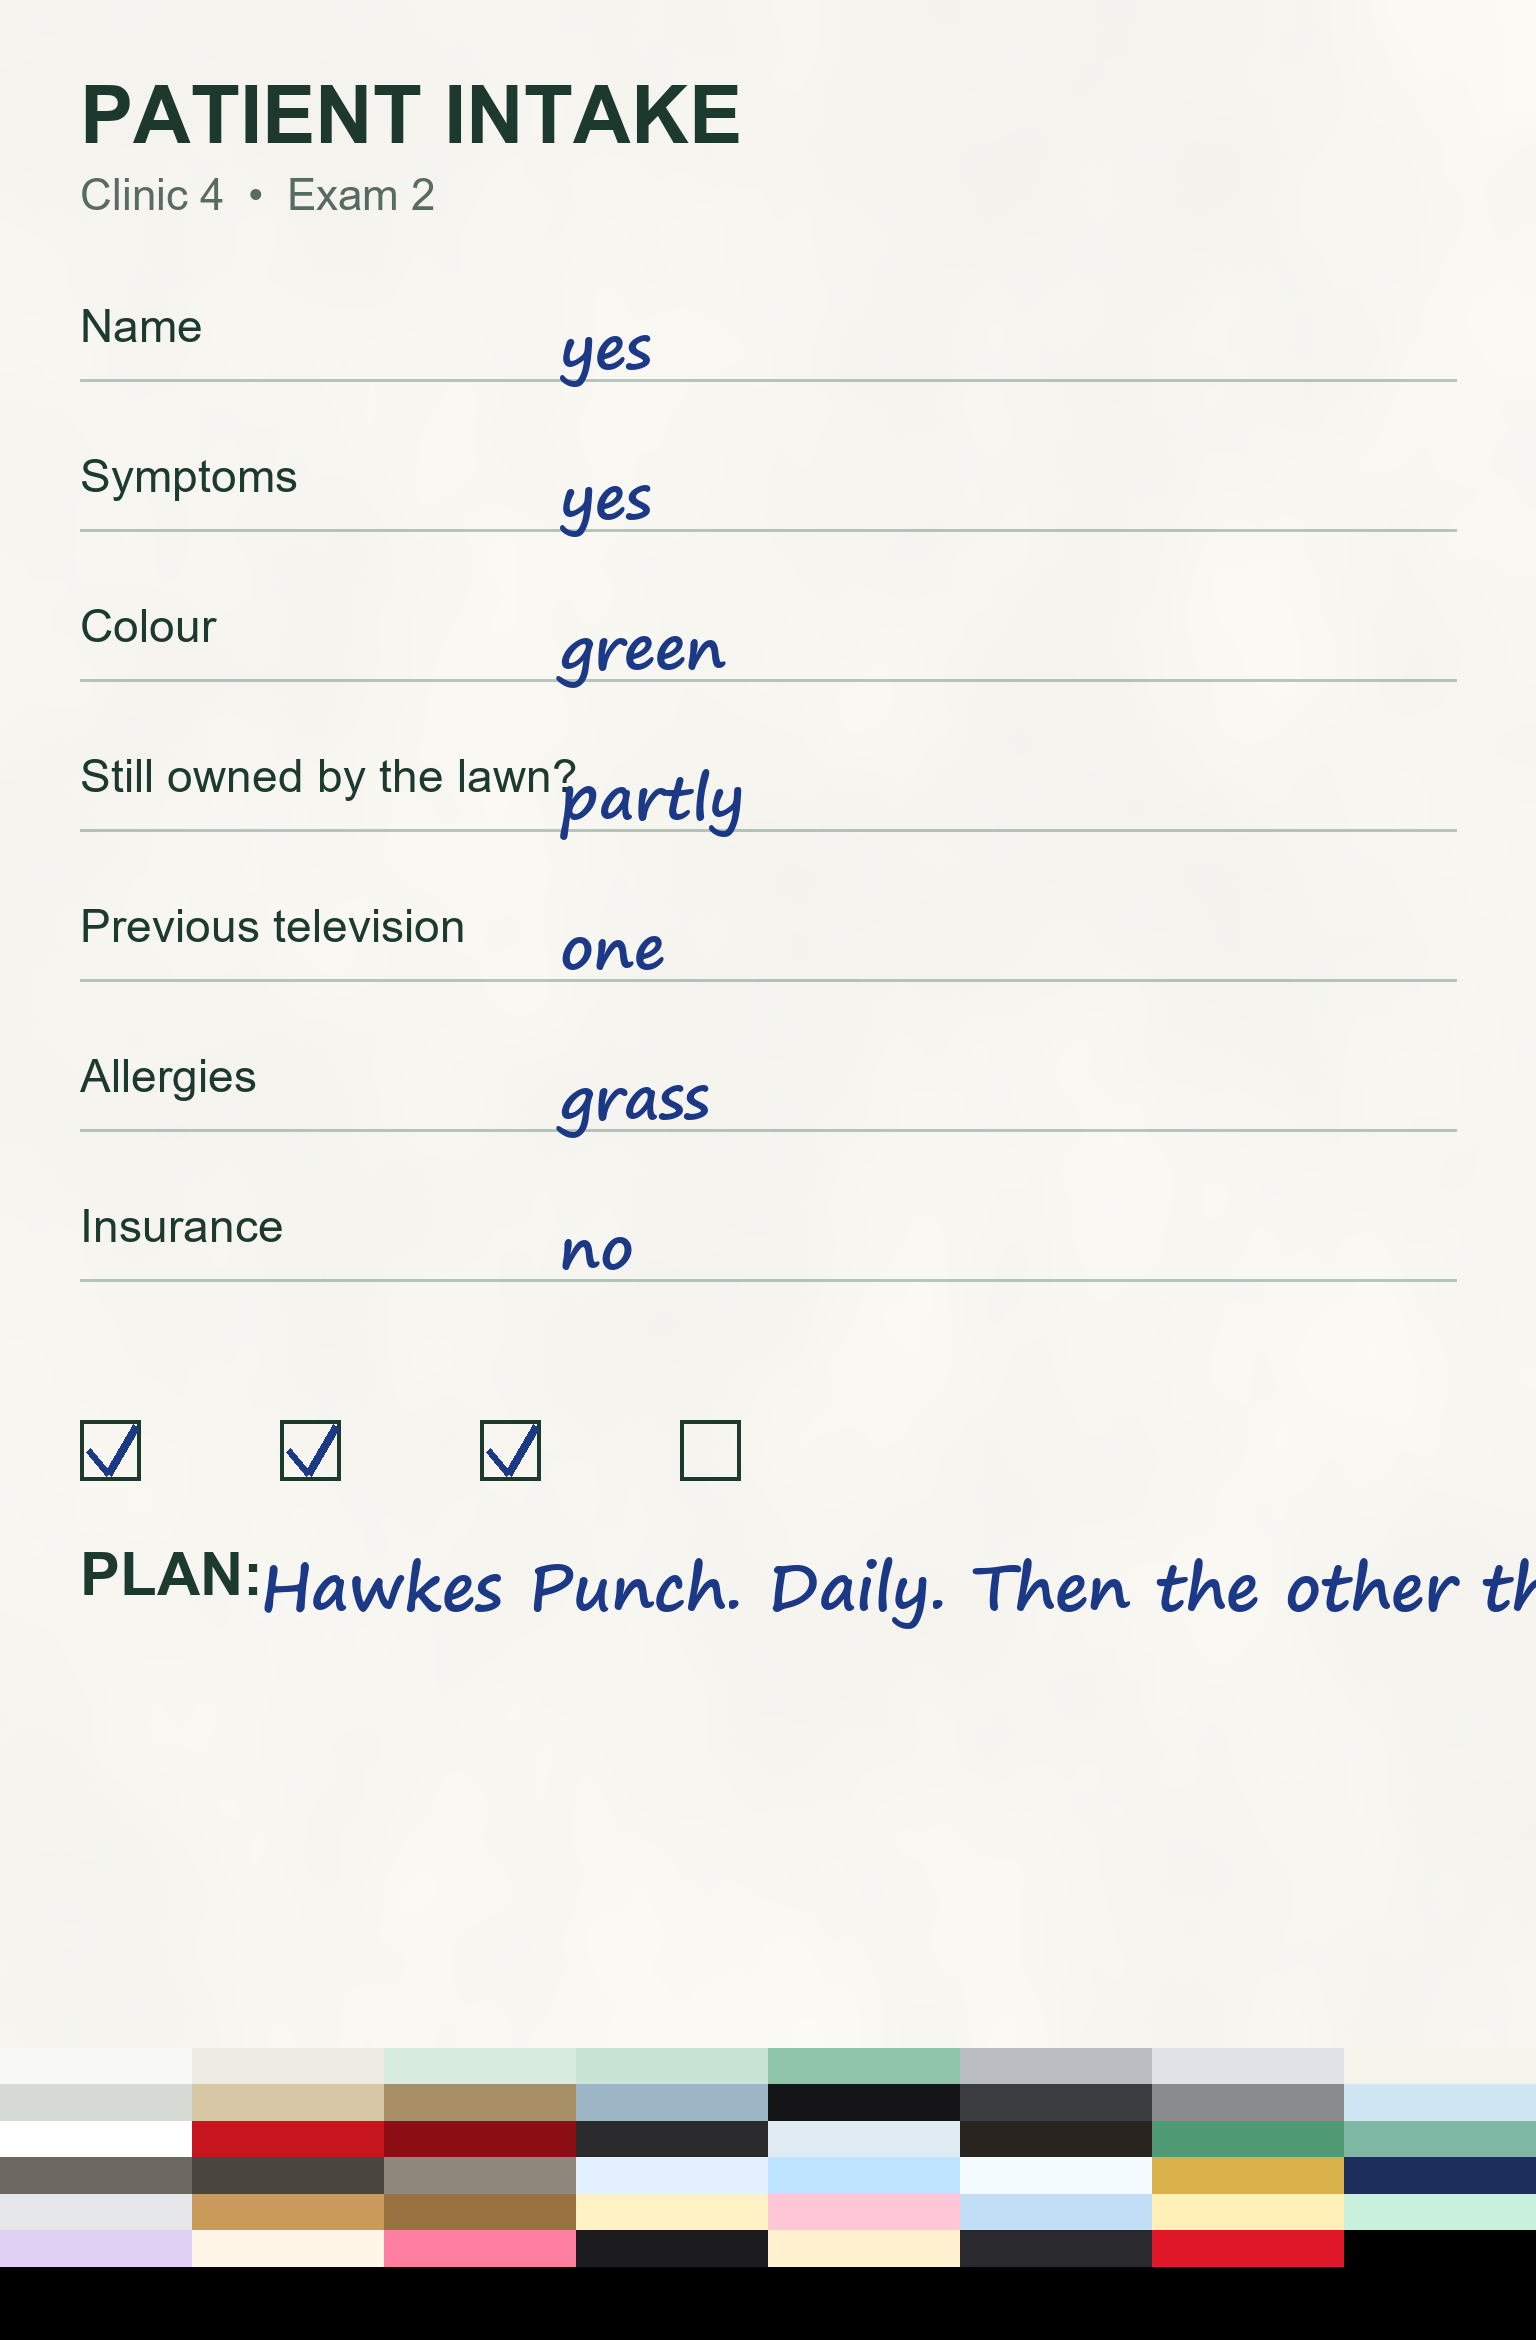 PATIENT INTAKE
Clinic 4 • Exam 2
Name yes
Symptoms yes
Colour green
Still owned by the lawn? partly
Previous television one
Allergies grass
Insurance no
PLAN: Hawkes Punch. Daily. Then the other